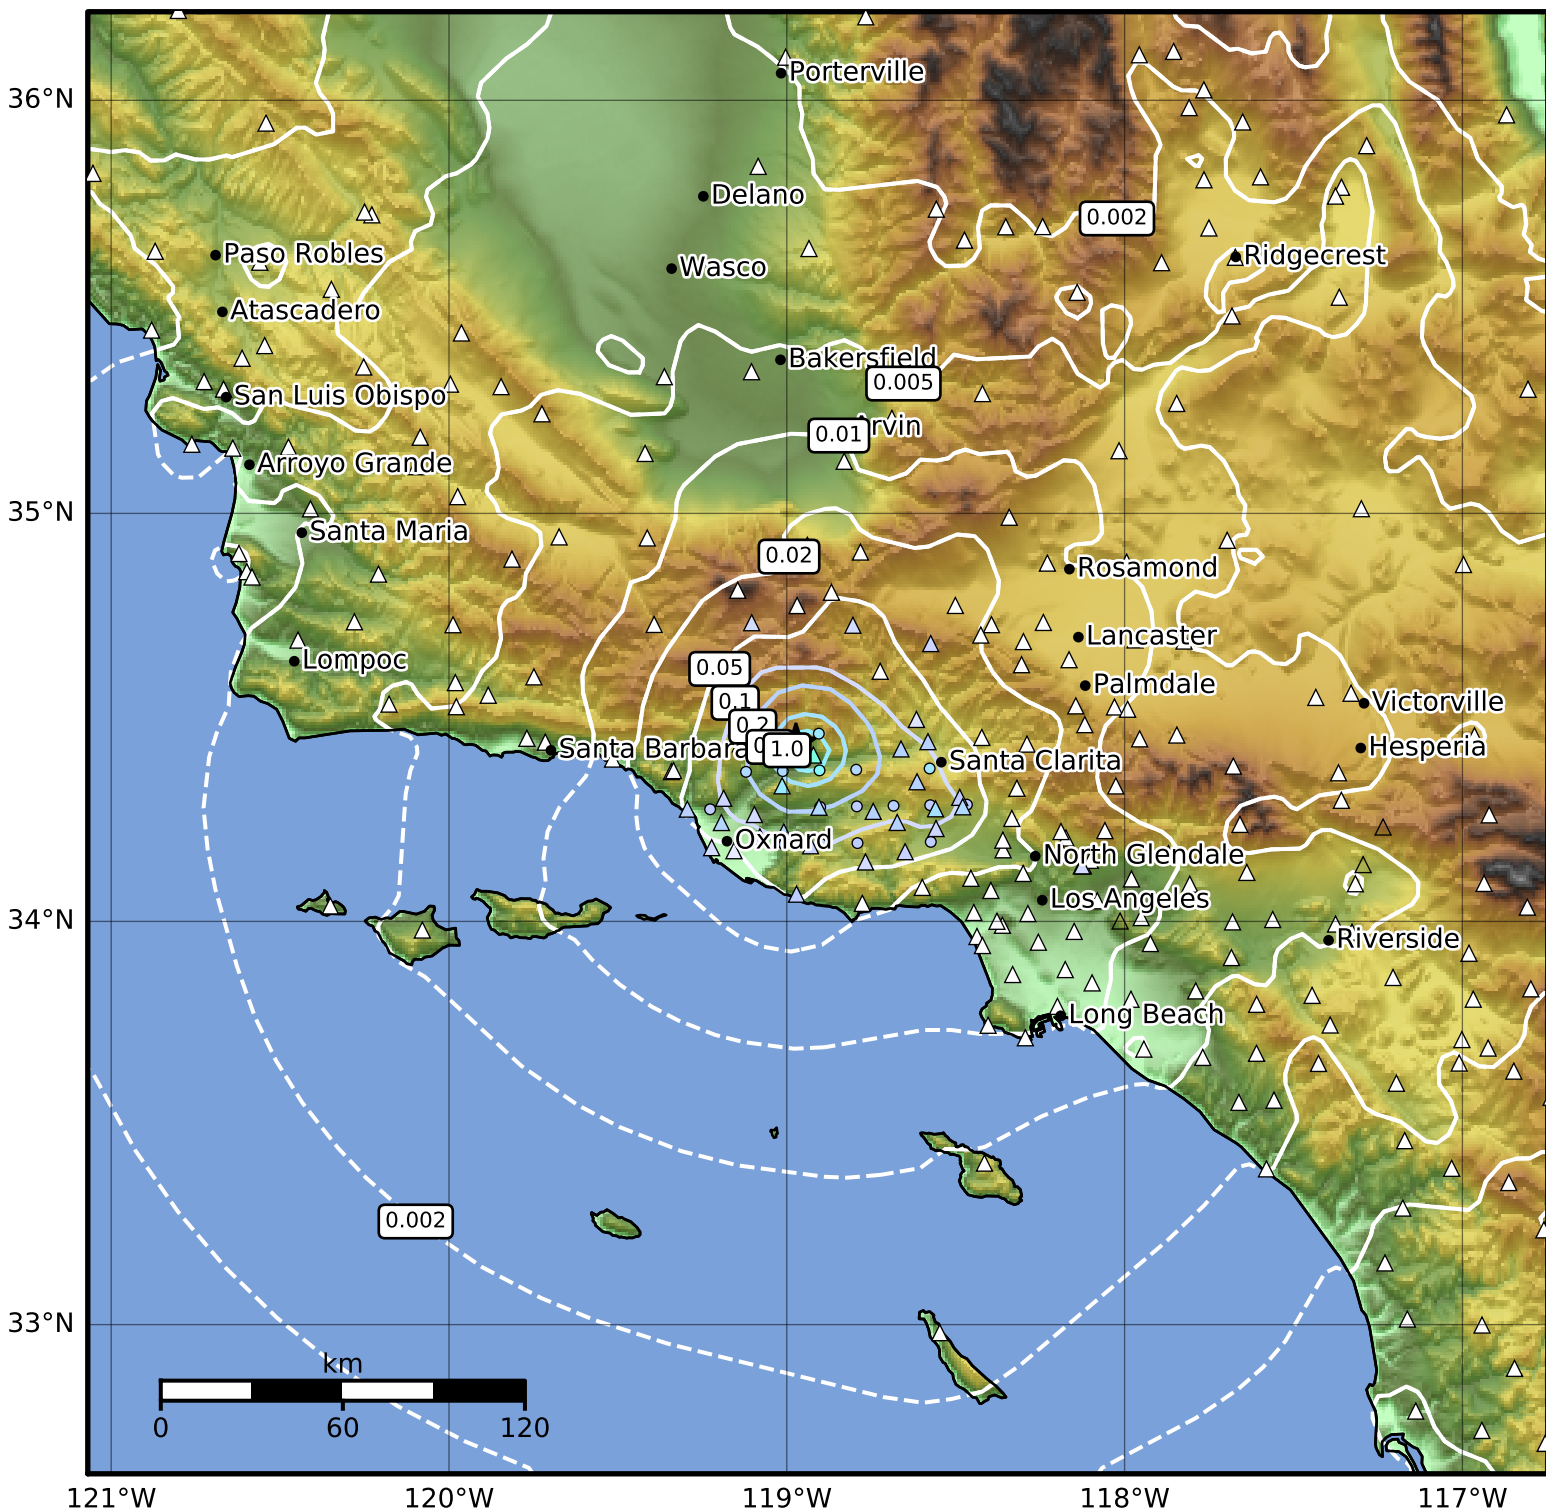 36°N
Porterville
Delano
0.002
Paso Robles
Wasco
Ridgecrest
Atascadero
Bakersfield
0.005
San Luis Obispo
0.01
Arroyo Grande
35°N
Santa Maria
0.02
Rosamond
Lancaster
Lompoc
0.05
Palmdale
0.1
Victorville
0.2
Santa Barbara
1.0
Hesperia
Santa Clarita
Oxnard
North Glendale
Los Angeles
34°N
Riverside
Long Beach
0.002
33°N
km
0 60 120
121°W 120°W 119°W 118°W 117°W